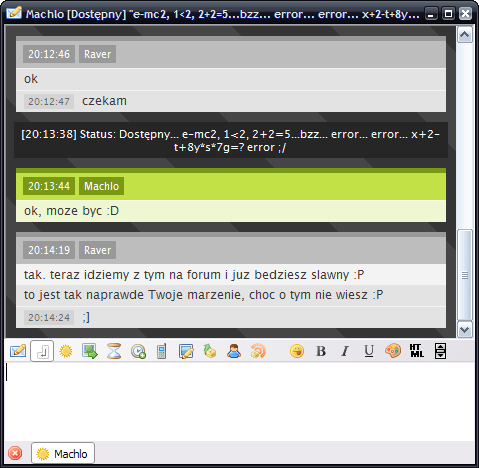 Machlo [Dostępny] "e-mc2, 1<2, 2+2=5...bzz... error... error... x+2-t+8y...
20:12:46 Raver
ok
20:12:47 czekam
[20:13:38] Status: Dostępny... e-mc2, 1<2, 2+2=5...bzz... error... error... x+2-
t+8y*s*7g=? error ;/
20:13:44 Machlo
ok, moze byc :D
20:14:19 Raver
tak. teraz idziemy z tym na forum i juz bedziesz slawny :P
to jest tak naprawde Twoje marzenie, choc o tym nie wiesz :P
20:14:24 ;]
B I U HT
ML
Machlo